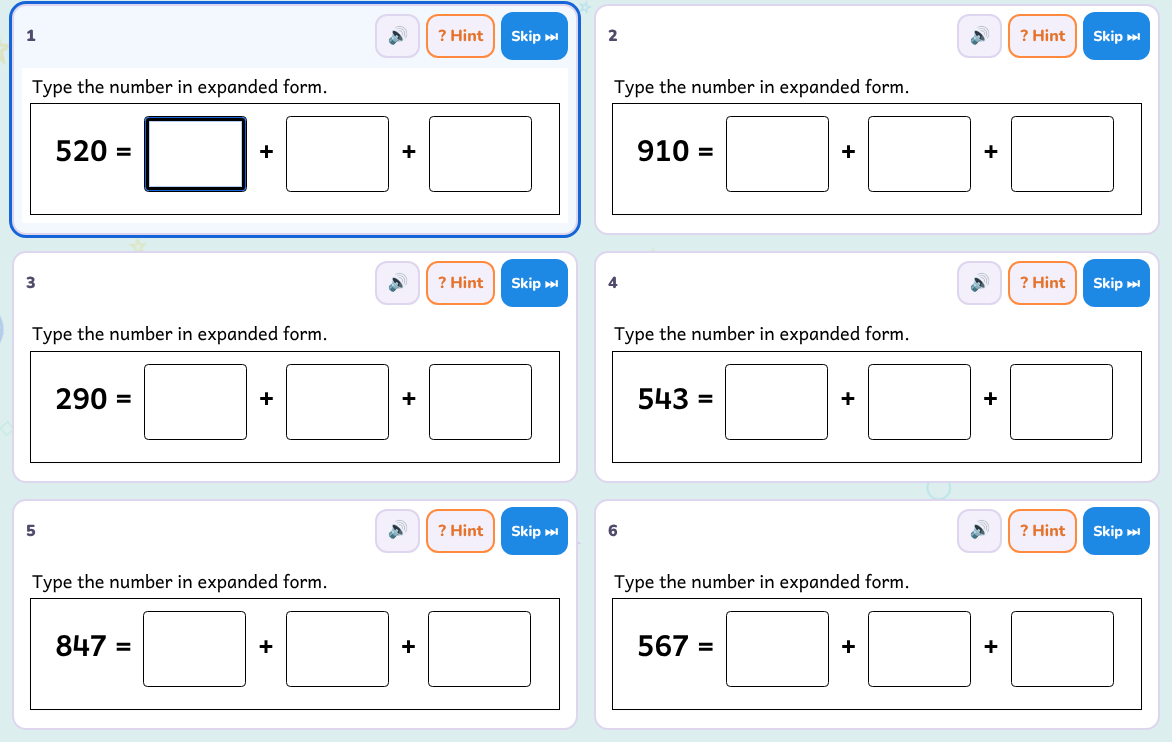 1 ? Hint Skip ⏭
Type the number in expanded form.
520 = + +
2 ? Hint Skip ⏭
Type the number in expanded form.
910 = + +
3 ? Hint Skip ⏭
Type the number in expanded form.
290 = + +
4 ? Hint Skip ⏭
Type the number in expanded form.
543 = + +
5 ? Hint Skip ⏭
Type the number in expanded form.
847 = + +
6 ? Hint Skip ⏭
Type the number in expanded form.
567 = + +